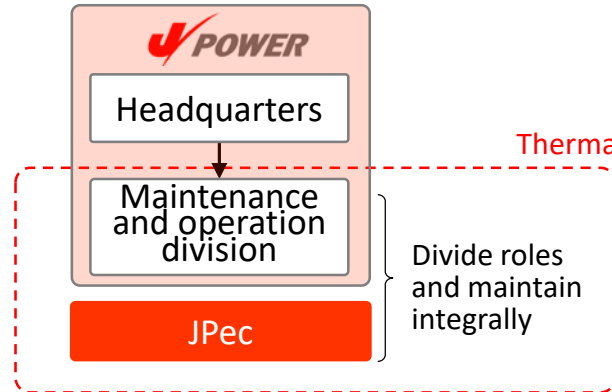 J POWER
Headquarters
Therma
Maintenance
and operation
division
Divide roles
and maintain
integrally
JPec